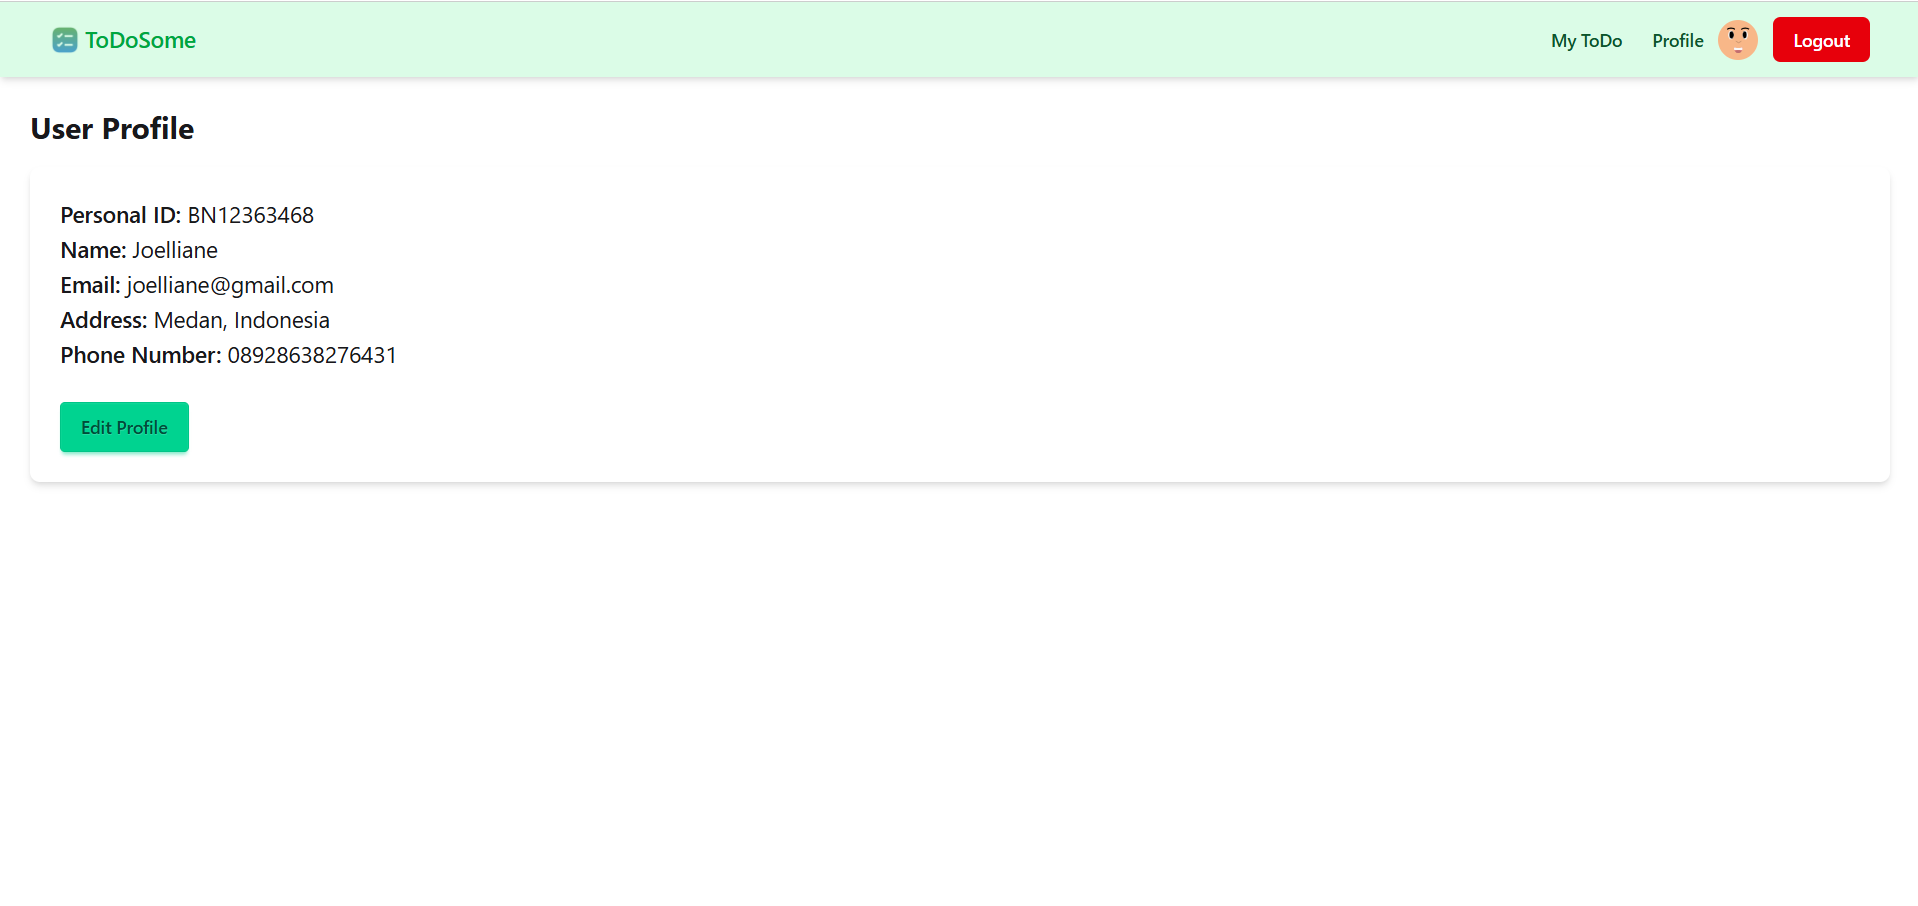 ToDoSome
My ToDo
Profile
Logout
User Profile
Personal ID: BN12363468
Name: Joelliane
Email: joelliane@gmail.com
Address: Medan, Indonesia
Phone Number: 08928638276431
Edit Profile